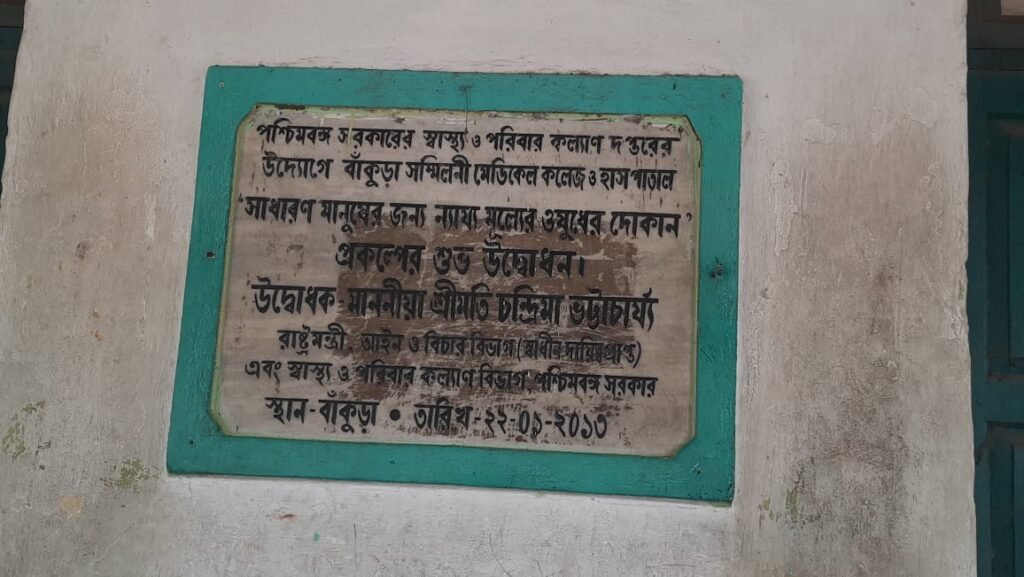 পশ্চিমবঙ্গ সরকারের স্বাস্থ্য ও পরিবার কল্যাণ দপ্তরের
উদ্যোগে বাঁকুড়া সম্মিলনী মেডিকেল কলেজ ও হাসপাতাল
'সাধারণ মানুষের জন্য ন্যায্য মূল্যের ওষুধের দোকান'
প্রকল্পের শুভ উদ্বোধন।
উদ্বোধক - মাননীয়া শ্রীমতি চন্দ্রিমা ভট্টাচার্য্য
রাষ্ট্রমন্ত্রী, আইন ও বিচার বিভাগ (স্বাধীন দায়িত্ব প্রাপ্ত)
এবং স্বাস্থ্য ও পরিবার কল্যাণ বিভাগ পশ্চিমবঙ্গ সরকার
স্থান - বাঁকুড়া • তারিখ - ২২-০১-২০১৩